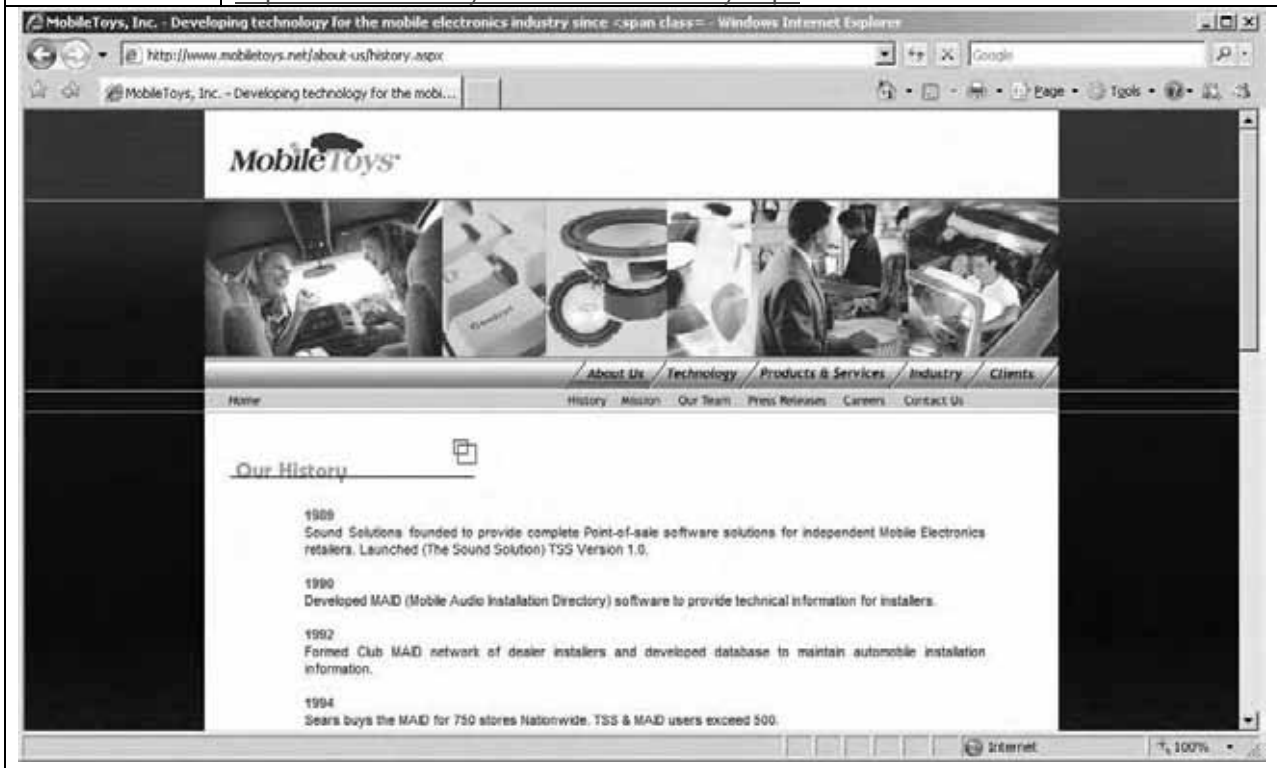 MobileToys, Inc. - Developing technology for the mobile electronics industry since <span class= - Windows Internet Explorer
http://www.mobiletoys.net/about-us/history.aspx
Google
MobileToys, Inc. - Developing technology for the mobi...
Page
Tools
MobileToys
About Us / Technology / Products & Services / Industry / Clients /
Home
History Mission Our Team Press Releases Careers Contact Us
Our History
1989
Sound Solutions founded to provide complete Point-of-sale software solutions for independent Mobile Electronics
retailers. Launched (The Sound Solution) TSS Version 1.0.
1990
Developed MAID (Mobile Audio Installation Directory) software to provide technical information for installers.
1992
Formed Club MAID network of dealer installers and developed database to maintain automobile installation
information.
1994
Sears buys the MAID for 750 stores Nationwide. TSS & MAID users exceed 500.
Internet
100%